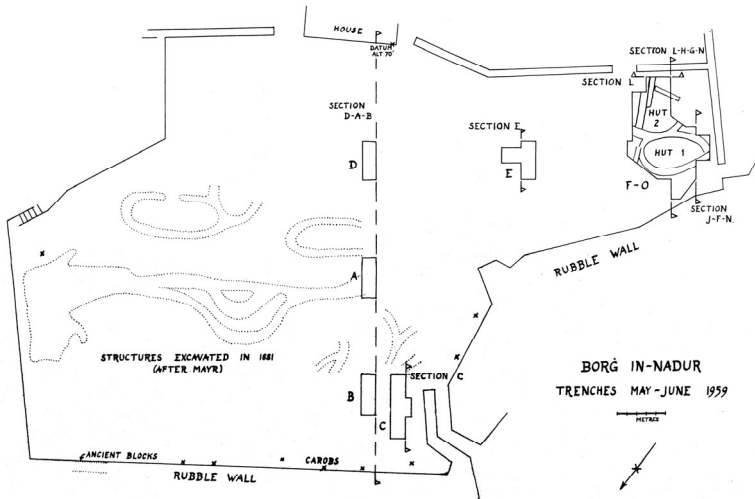 HOUSE
DATUM
ALT 70'
SECTION L-H-G-N
SECTION L
SECTION
D-A-B
HUT
2
SECTION E
HUT 1
D
E
F-O
SECTION
J-F-N.
RUBBLE WALL
A
STRUCTURES EXCAVATED IN 1881
(AFTER MAYR)
BORĠ IN-NADUR
TRENCHES MAY-JUNE 1959
METRES
SECTION C
B
C
ANCIENT BLOCKS
CAROBS
RUBBLE WALL